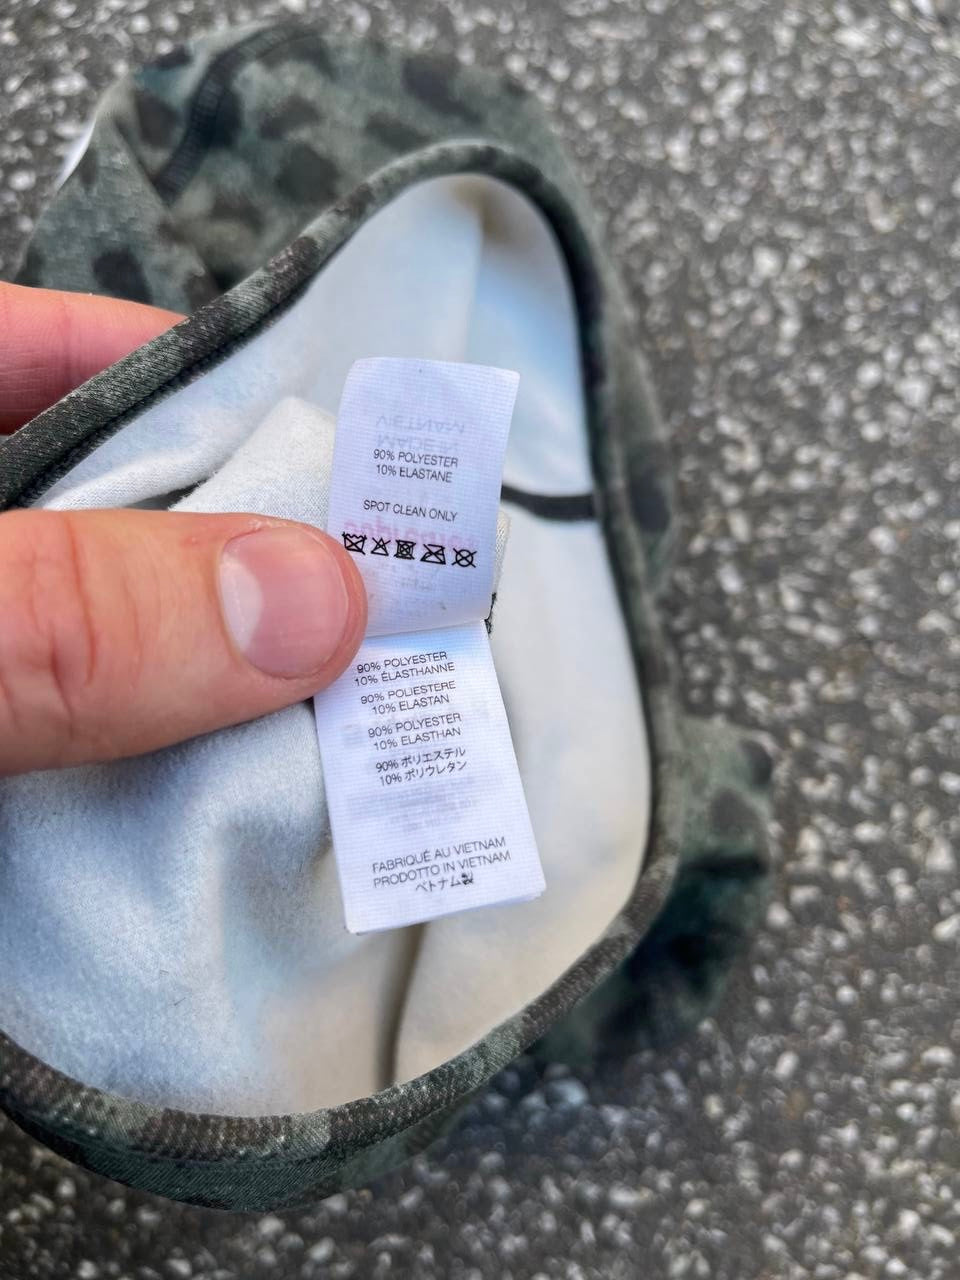 90% POLYESTER
10% ELASTANE
SPOT CLEAN ONLY
90% POLYESTER
10% ÉLASTHANNE
90% POLIESTERE
10% ELASTAN
90% POLYESTER
10% ELASTHAN
90% ポリエステル
10% ポリウレタン
FABRIQUÉ AU VIETNAM
PRODOTTO IN VIETNAM
ベトナム製